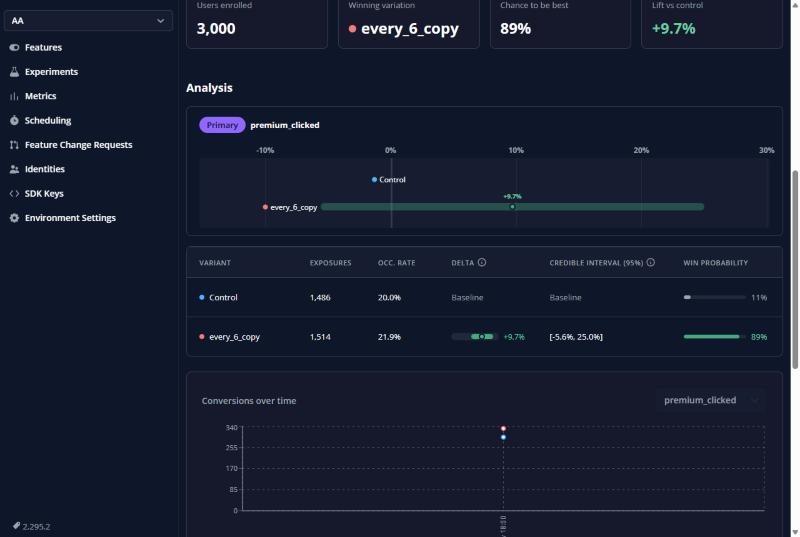 AA
Features
Experiments
Metrics
Scheduling
Feature Change Requests
Identities
SDK Keys
Environment Settings
2.295.2
Users enrolled
3,000
Winning variation
every_6_copy
Chance to be best
89%
Lift vs control
+9.7%
Analysis
Primary premium_clicked
-10% 0% 10% 20% 30%
Control
+9.7%
every_6_copy
VARIANT EXPOSURES OCC. RATE DELTA CREDIBLE INTERVAL (95%) WIN PROBABILITY
Control 1,486 20.0% Baseline Baseline 11%
every_6_copy 1,514 21.9% +9.7% [-5.6%, 25.0%] 89%
Conversions over time
premium_clicked
340
255
170
85
0